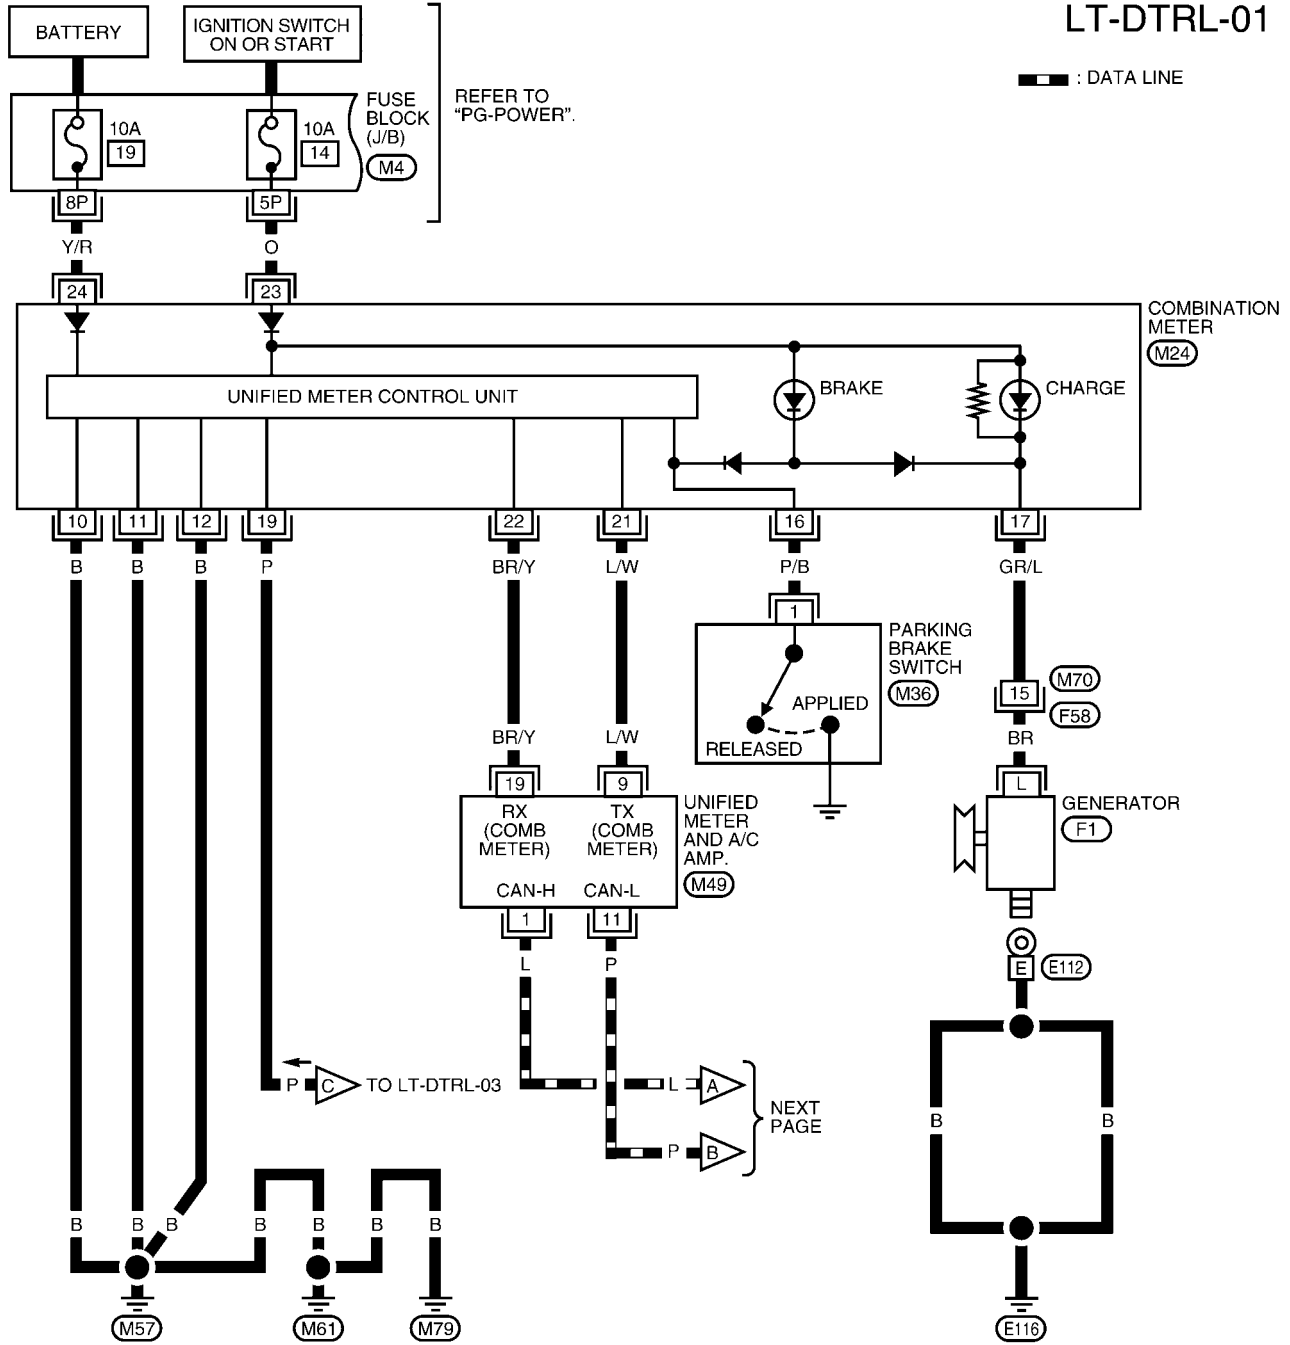 LT-DTRL-01
: DATA LINE
BATTERY
IGNITION SWITCH
ON OR START
REFER TO
“PG-POWER”.
10A
19
10A
14
FUSE
BLOCK
(J/B)
M4
8P
5P
Y/R
O
24
23
COMBINATION
METER
M24
UNIFIED METER CONTROL UNIT
BRAKE
CHARGE
10
11
12
19
22
21
16
17
B
B
B
P
BR/Y
L/W
P/B
GR/L
1
PARKING
BRAKE
SWITCH
M36
APPLIED
RELEASED
15
M70
F58
BR
BR/Y
L/W
19
9
L
RX
(COMB
METER)
TX
(COMB
METER)
CAN-H
CAN-L
UNIFIED
METER
AND A/C
AMP.
M49
GENERATOR
F1
1
11
L
P
E
E112
P
C
TO LT-DTRL-03
L
A
P
B
NEXT
PAGE
B
B
B
B
B
B
B
B
B
M57
M61
M79
E116